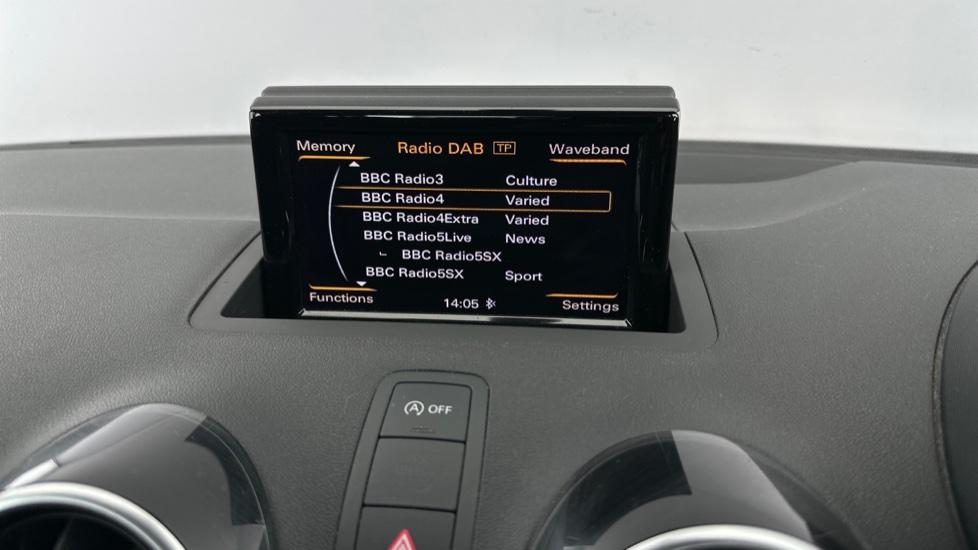 Memory Radio DAB TP Waveband
BBC Radio3 Culture
BBC Radio4 Varied
BBC Radio4Extra Varied
BBC Radio5Live News
BBC Radio5SX
BBC Radio5SX Sport
Functions 14:05 Settings
A OFF